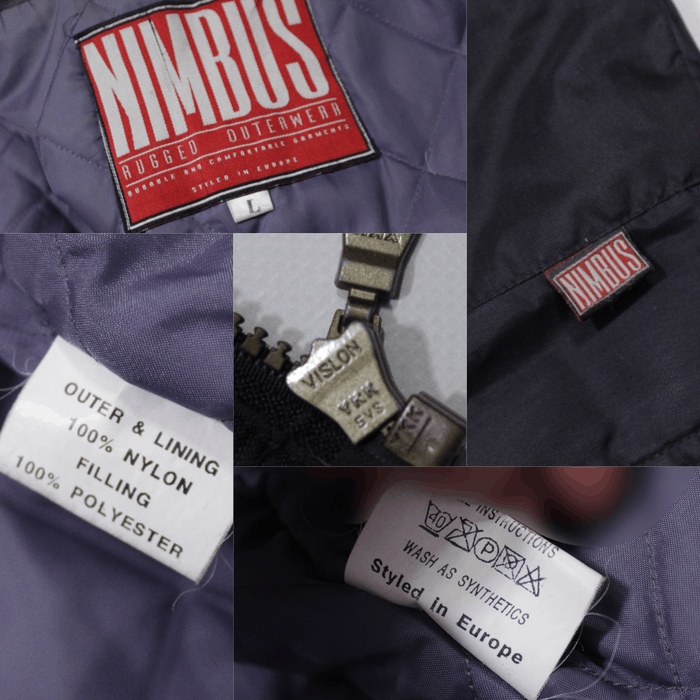 NIMBUS
RUGGED OUTERWEAR
DURABLE AND COMFORTABLE GARMENTS
STYLED IN EUROPE
L
NIMBUS
OUTER & LINING
100% NYLON
FILLING
100% POLYESTER
VISLON
YKK
5VS
YKK
INSTRUCTIONS
40 P
WASH AS SYNTHETICS
Styled in Europe